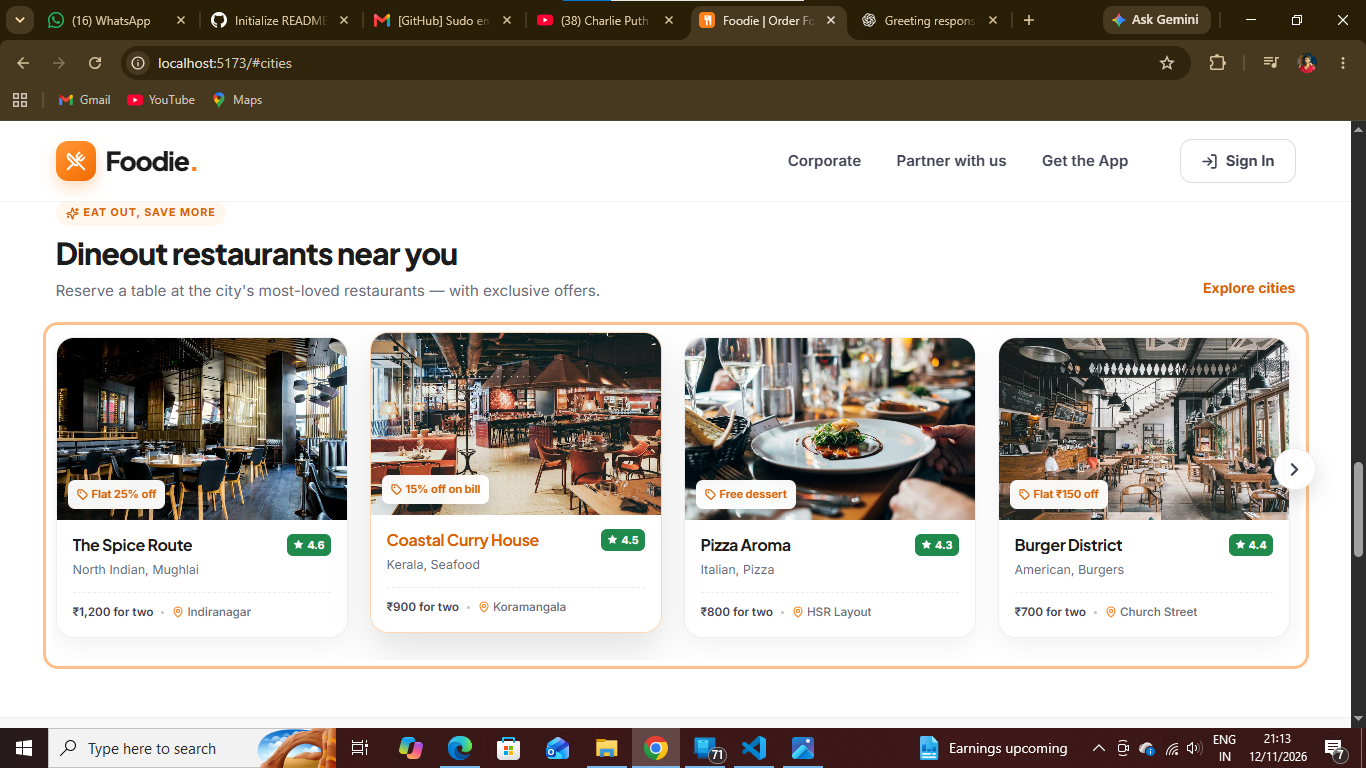 (16) WhatsApp
Initialize README
[GitHub] Sudo em
(38) Charlie Puth
Foodie | Order Fo
Greeting respons
Ask Gemini
localhost:5173/#cities
Gmail
YouTube
Maps
Foodie.
Corporate
Partner with us
Get the App
Sign In
EAT OUT, SAVE MORE
Dineout restaurants near you
Reserve a table at the city's most-loved restaurants — with exclusive offers.
Explore cities
Flat 25% off
The Spice Route
4.6
North Indian, Mughlai
₹1,200 for two • Indiranagar
15% off on bill
Coastal Curry House
4.5
Kerala, Seafood
₹900 for two • Koramangala
Free dessert
Pizza Aroma
4.3
Italian, Pizza
₹800 for two • HSR Layout
Flat ₹150 off
Burger District
4.4
American, Burgers
₹700 for two • Church Street
Type here to search
71
Earnings upcoming
ENG
IN
21:13
12/11/2026
7